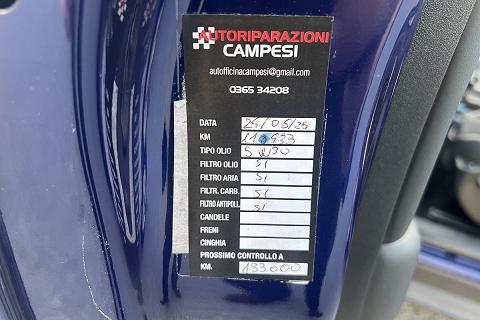 AUTORIPARAZIONI
CAMPESI
autofficinacampesi@gmail.com
0365 34208
DATA 24/05/25
KM
TIPO OLIO 5W30
FILTRO OLIO SI
FILTRO ARIA SI
FILTR. CARB. SI
FILTRO ANTIPOLL. SI
CANDELE
FRENI
CINGHIA
PROSSIMO CONTROLLO A
KM. 133000